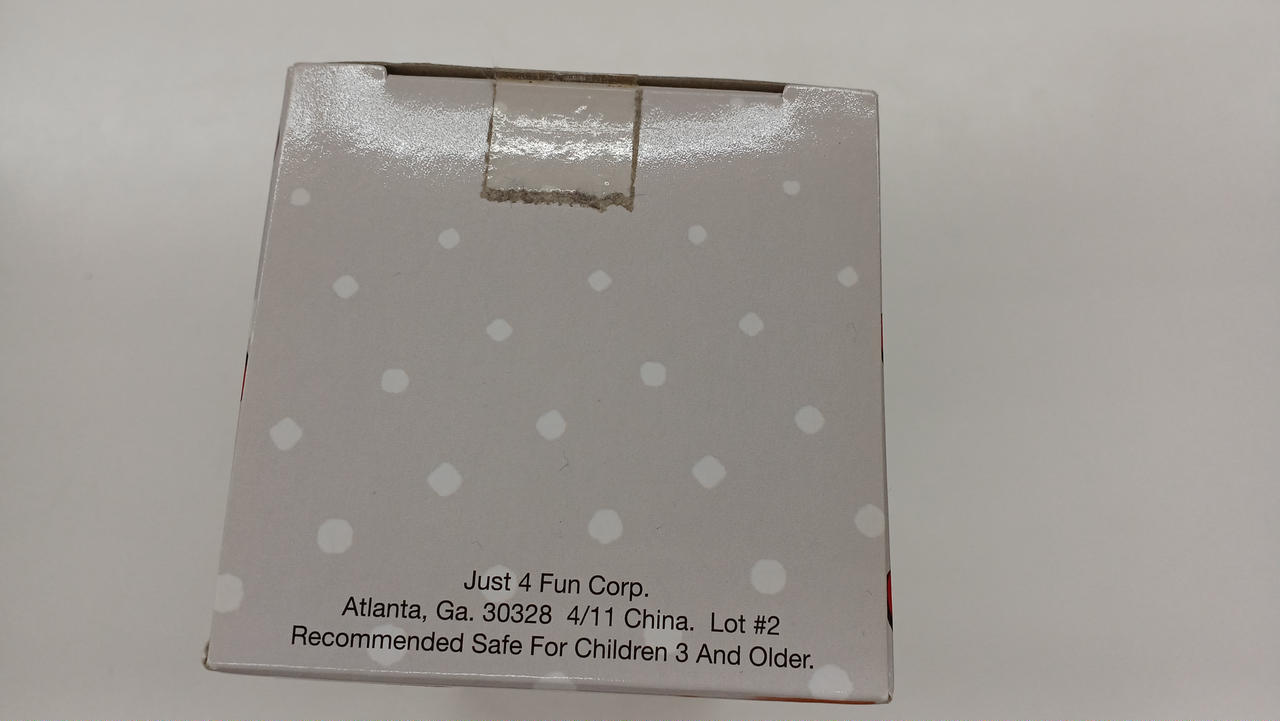 Just 4 Fun Corp.
Atlanta, Ga. 30328 4/11 China. Lot #2
Recommended Safe For Children 3 And Older.